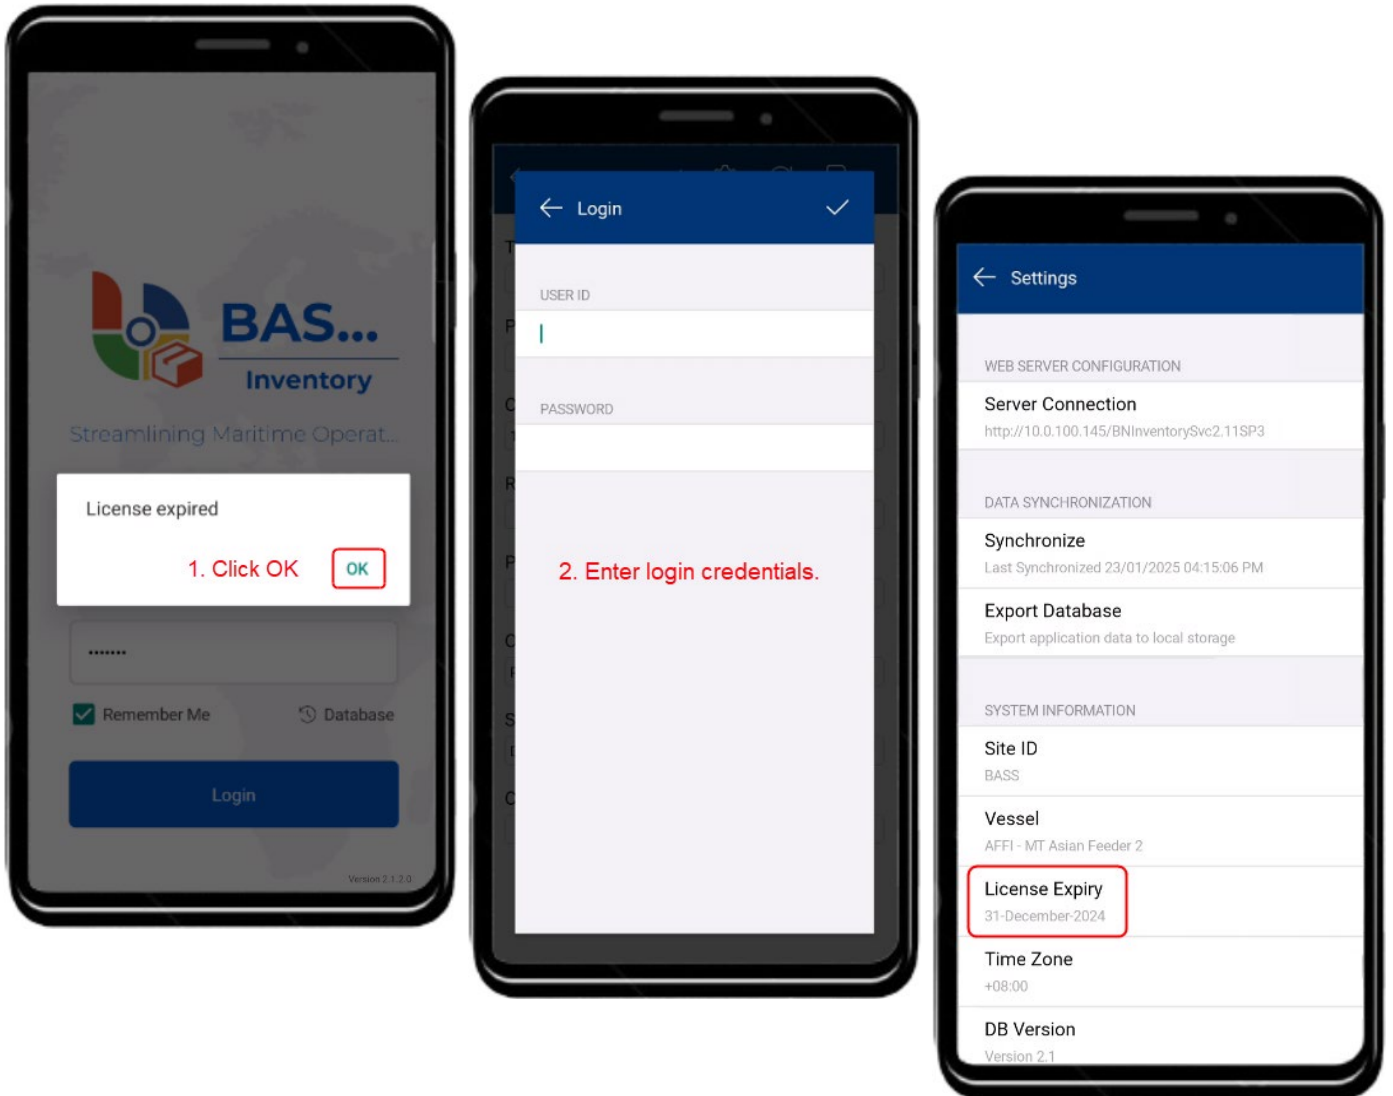 BAS...
Inventory
Streamlining Maritime Operat...
License expired
1. Click OK
OK
•••••••
Remember Me
Database
Login
Version 2.1.2.0
Login
USER ID
PASSWORD
2. Enter login credentials.
Settings
WEB SERVER CONFIGURATION
Server Connection
http://10.0.100.145/BNInventorySvc2.11SP3
DATA SYNCHRONIZATION
Synchronize
Last Synchronized 23/01/2025 04:15:06 PM
Export Database
Export application data to local storage
SYSTEM INFORMATION
Site ID
BASS
Vessel
AFFI - MT Asian Feeder 2
License Expiry
31-December-2024
Time Zone
+08:00
DB Version
Version 2.1